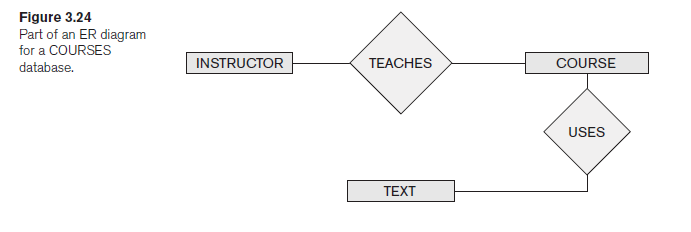 Figure 3.24
Part of an ER diagram
for a COURSES
database.
INSTRUCTOR
TEACHES
COURSE
USES
TEXT